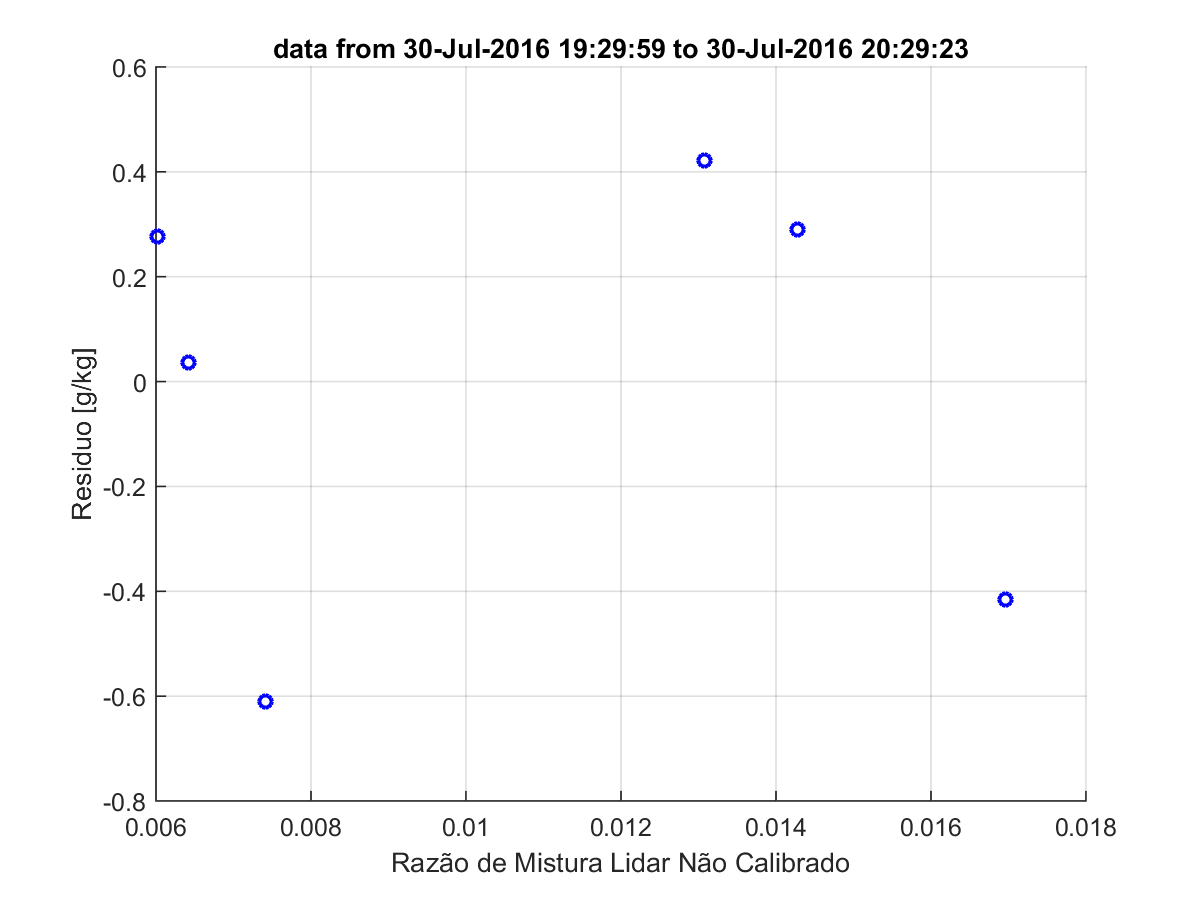 data from 30-Jul-2016 19:29:59 to 30-Jul-2016 20:29:23
0.6
0.4
0.2
0
-0.2
-0.4
-0.6
-0.8
Residuo [g/kg]
0.006 0.008 0.01 0.012 0.014 0.016 0.018
Razão de Mistura Lidar Não Calibrado